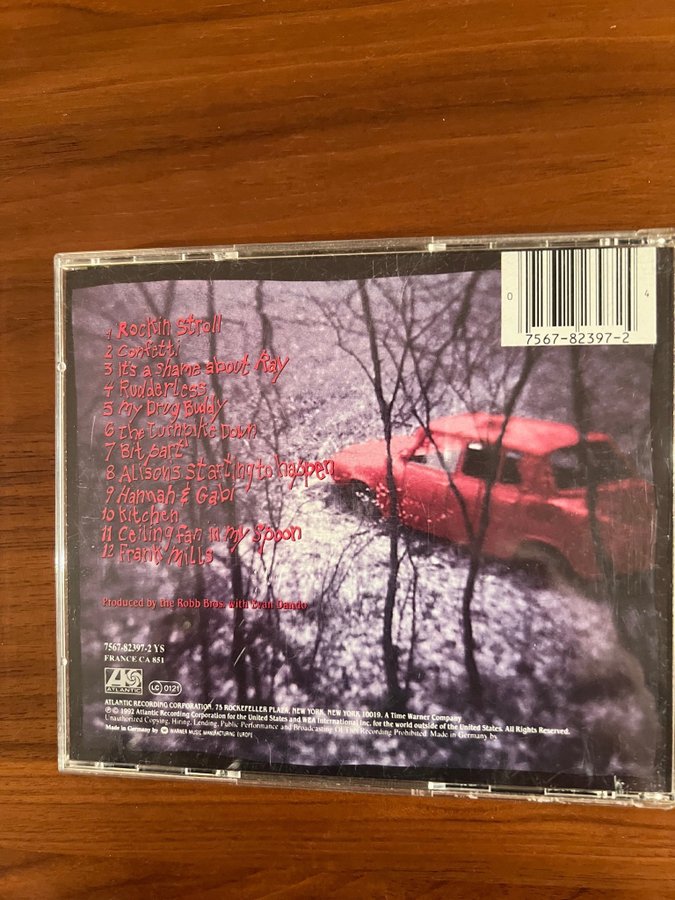 0
4
7567-82397-2
1 Rockin Stroll
2 Confetti
3 It's a shame about Ray
4 Rudderless
5 My Drug Buddy
6 The Turnpike Down
7 Bit part
8 Alison's starting to happen
9 Hannah & Gabi
10 Kitchen
11 Ceiling fan in my spoon
12 Frank Mills
Produced by the Robb Bros. with Evan Dando
7567-82397-2 YS
FRANCE CA 851
ATLANTIC
LC 0121
ATLANTIC RECORDING CORPORATION, 75 ROCKEFELLER PLAZA, NEW YORK, NEW YORK 10019. A Time Warner Company
℗ © 1992 Atlantic Recording Corporation for the United States and WEA International Inc. for the world outside of the United States. All Rights Reserved.
Unauthorized Copying, Hiring, Lending, Public Performance and Broadcasting Of This Recording Prohibited. Made in Germany by
Made in Germany by WARNER MUSIC MANUFACTURING EUROPE